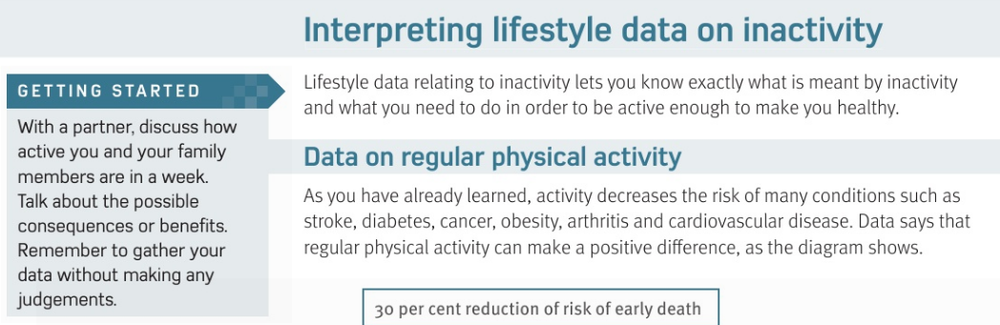 Interpreting lifestyle data on inactivity
GETTING STARTED
With a partner, discuss how
active you and your family
members are in a week.
Talk about the possible
consequences or benefits.
Remember to gather your
data without making any
judgements.
Lifestyle data relating to inactivity lets you know exactly what is meant by inactivity
and what you need to do in order to be active enough to make you healthy.
Data on regular physical activity
As you have already learned, activity decreases the risk of many conditions such as
stroke, diabetes, cancer, obesity, arthritis and cardiovascular disease. Data says that
regular physical activity can make a positive difference, as the diagram shows.
30 per cent reduction of risk of early death